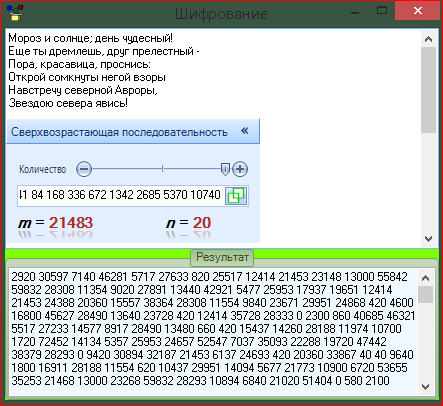 Шифрование
Мороз и солнце; день чудесный!
Еще ты дремлешь, друг прелестный -
Пора, красавица, проснись:
Открой сомкнуты негой взоры
Навстречу северной Авроры,
Звездою севера явись!
Сверхвозрастающая последовательность
Количество
41 84 168 336 672 1342 2685 5370 10740
m = 21483 n = 20
Результат
2920 30597 7140 46281 5717 27633 820 25517 12414 21453 23148 13000 55842
59832 28308 11354 9020 27891 13440 42921 5477 25953 17937 19651 12414
21453 24388 20360 15557 38364 28308 11554 9840 23671 29951 24868 420 4600
16800 45627 28490 13640 23728 420 12414 35728 28333 0 2300 860 40685 46321
5517 27233 14577 8917 28490 13480 660 420 15437 14260 28188 11974 10700
1720 72452 14134 5357 25953 24657 52547 7037 35093 22288 19720 47442
38379 28293 0 9420 30894 32187 21453 6137 24693 420 20360 33867 40 40 9640
1800 16911 28188 11554 620 10437 29951 14094 5677 21773 10900 6720 53655
35253 21468 13000 23268 59832 28293 10894 6840 21020 51404 0 580 2100